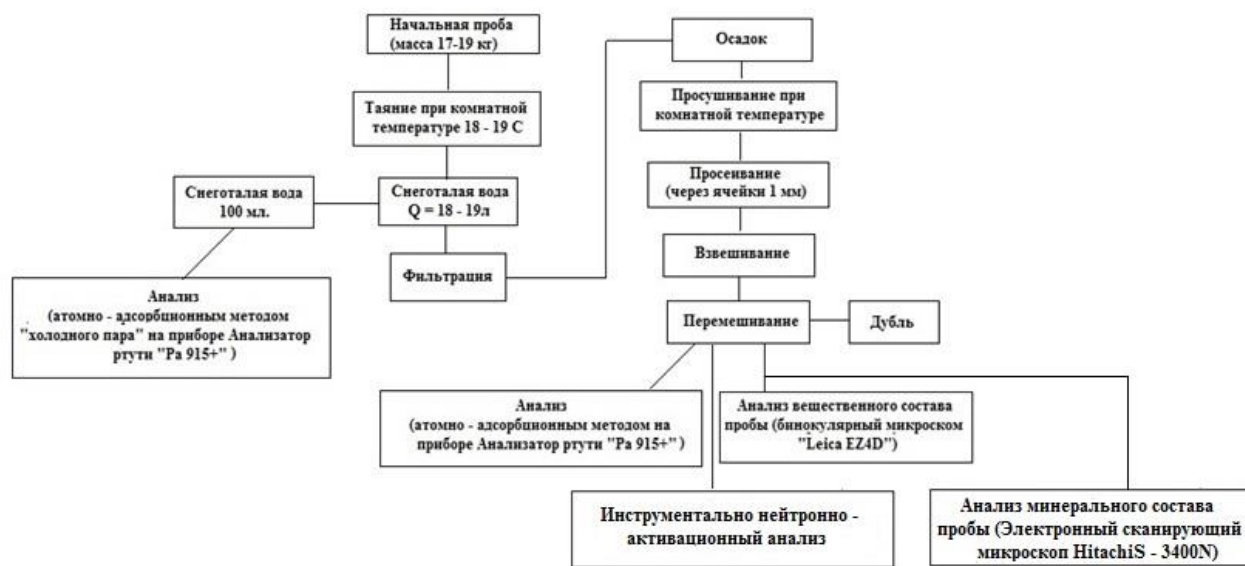 Начальная проба
(масса 17-19 кг)
Таяние при комнатной
температуре 18 - 19 С
Снеготалая вода
Q = 18 - 19л
Снеготалая вода
100 мл.
Анализ
(атомно - адсорбционным методом
"холодного пара" на приборе Анализатор
ртути "Ра 915+" )
Фильтрация
Осадок
Просушивание при
комнатной температуре
Просеивание
(через ячейки 1 мм)
Взвешивание
Перемешивание
Дубль
Анализ
(атомно - адсорбционным методом на
приборе Анализатор ртути "Ра 915+" )
Анализ вещественного состава
пробы (бинокулярный микроском
"Leica EZ4D")
Инструментально нейтронно -
активационный анализ
Анализ минерального состава
пробы (Электронный сканирующий
микроскоп HitachiS - 3400N)